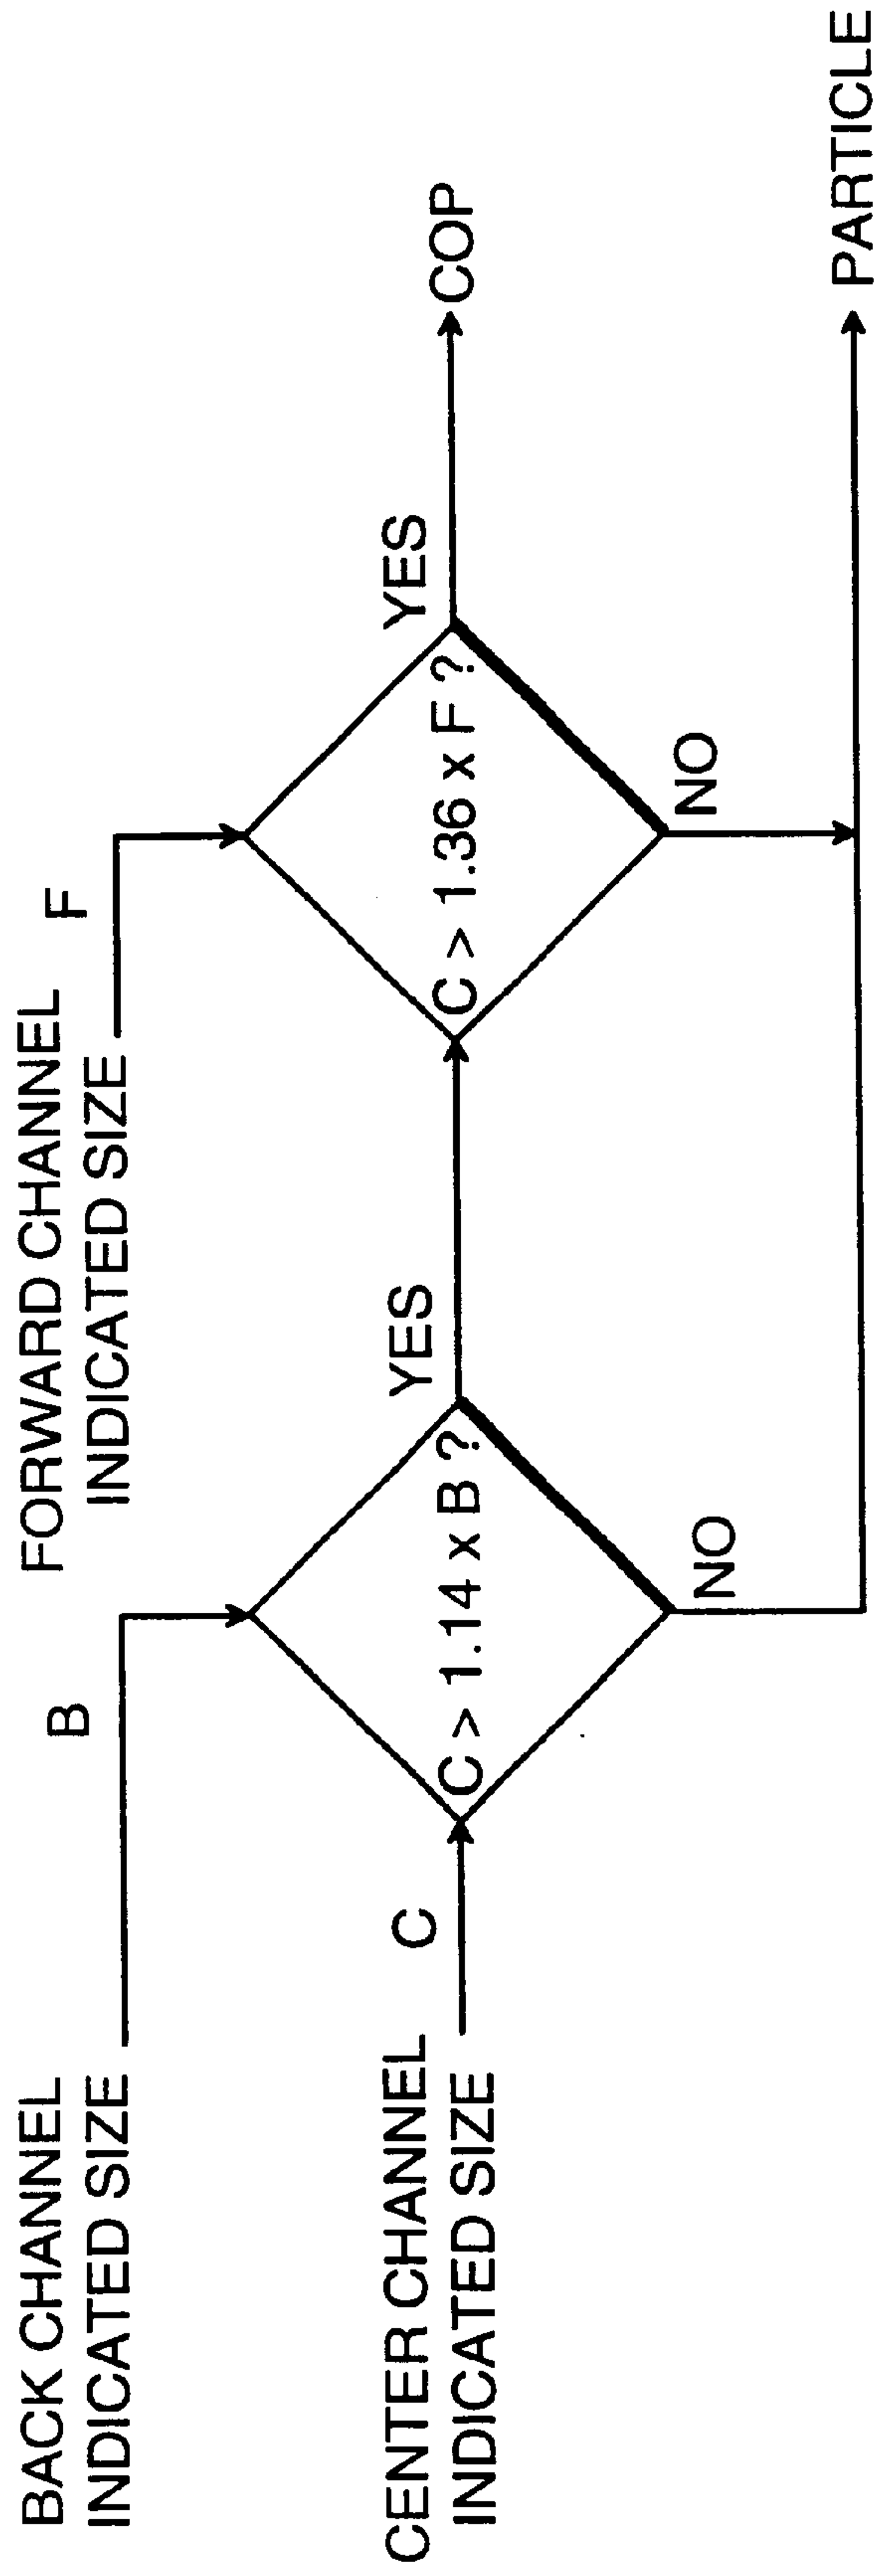 BACK CHANNEL
INDICATED SIZE
B
FORWARD CHANNEL
INDICATED SIZE
F
CENTER CHANNEL
INDICATED SIZE
C
C > 1.14 x B ?
YES
NO
C > 1.36 x F ?
YES
NO
COP
PARTICLE